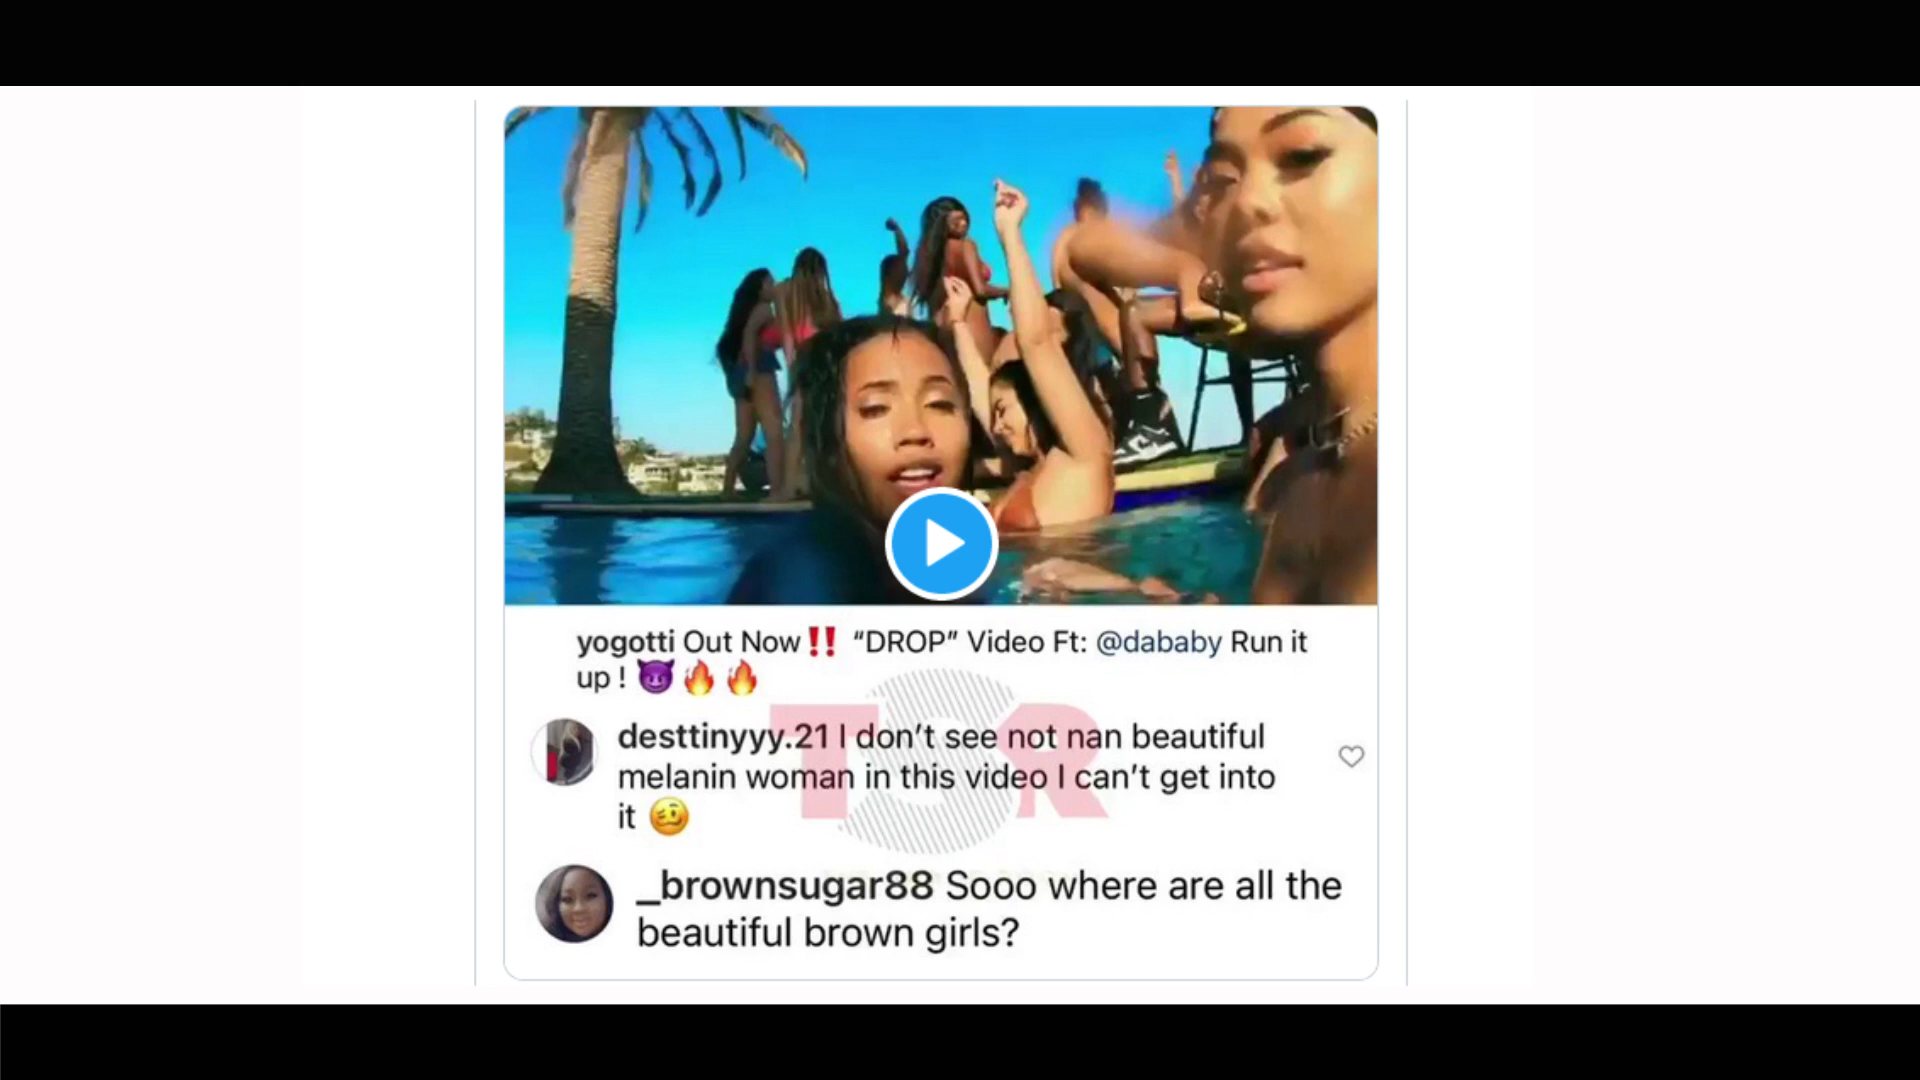 yogotti Out Now‼️ “DROP” Video Ft: @dababy Run it
up ! 😈🔥🔥
TSR
desttinyyy.21 I don’t see not nan beautiful
melanin woman in this video I can’t get into
it 🥴
_brownsugar88 Sooo where are all the
beautiful brown girls?